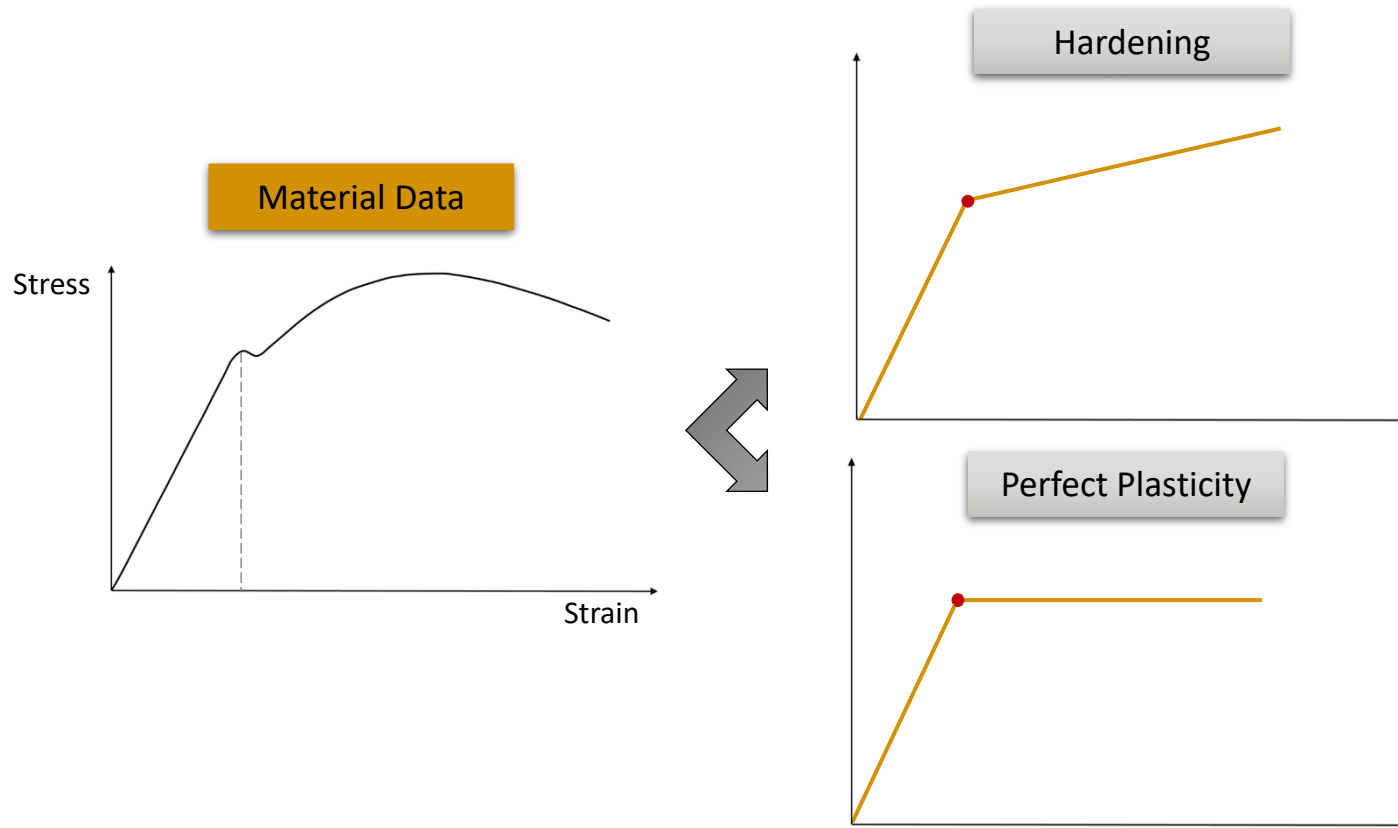 Hardening
Material Data
Stress
Perfect Plasticity
Strain